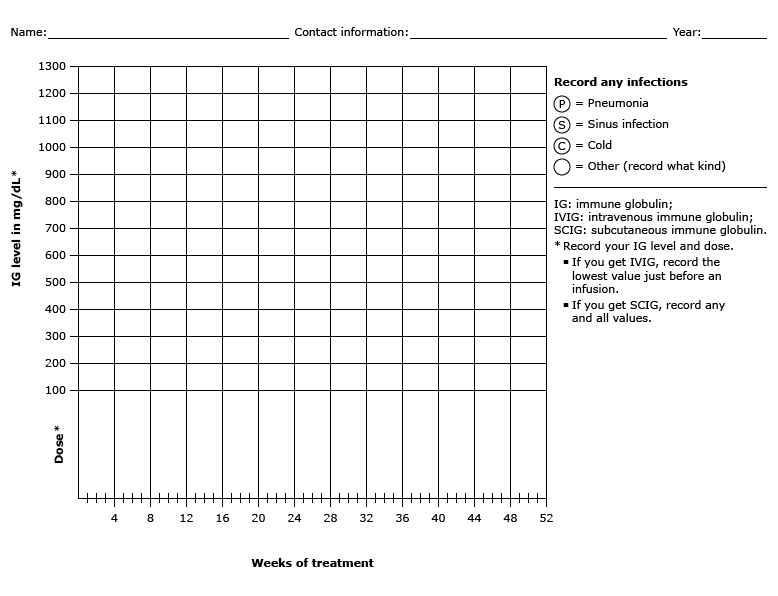 Name: Contact information: Year:
1300
1200
1100
1000
900
800
700
600
500
400
300
200
100
IG level in mg/dL*
Dose*
4 8 12 16 20 24 28 32 36 40 44 48 52
Weeks of treatment
Record any infections
P = Pneumonia
S = Sinus infection
C = Cold
= Other (record what kind)
IG: immune globulin;
IVIG: intravenous immune globulin;
SCIG: subcutaneous immune globulin.
* Record your IG level and dose.
▪ If you get IVIG, record the
lowest value just before an
infusion.
▪ If you get SCIG, record any
and all values.